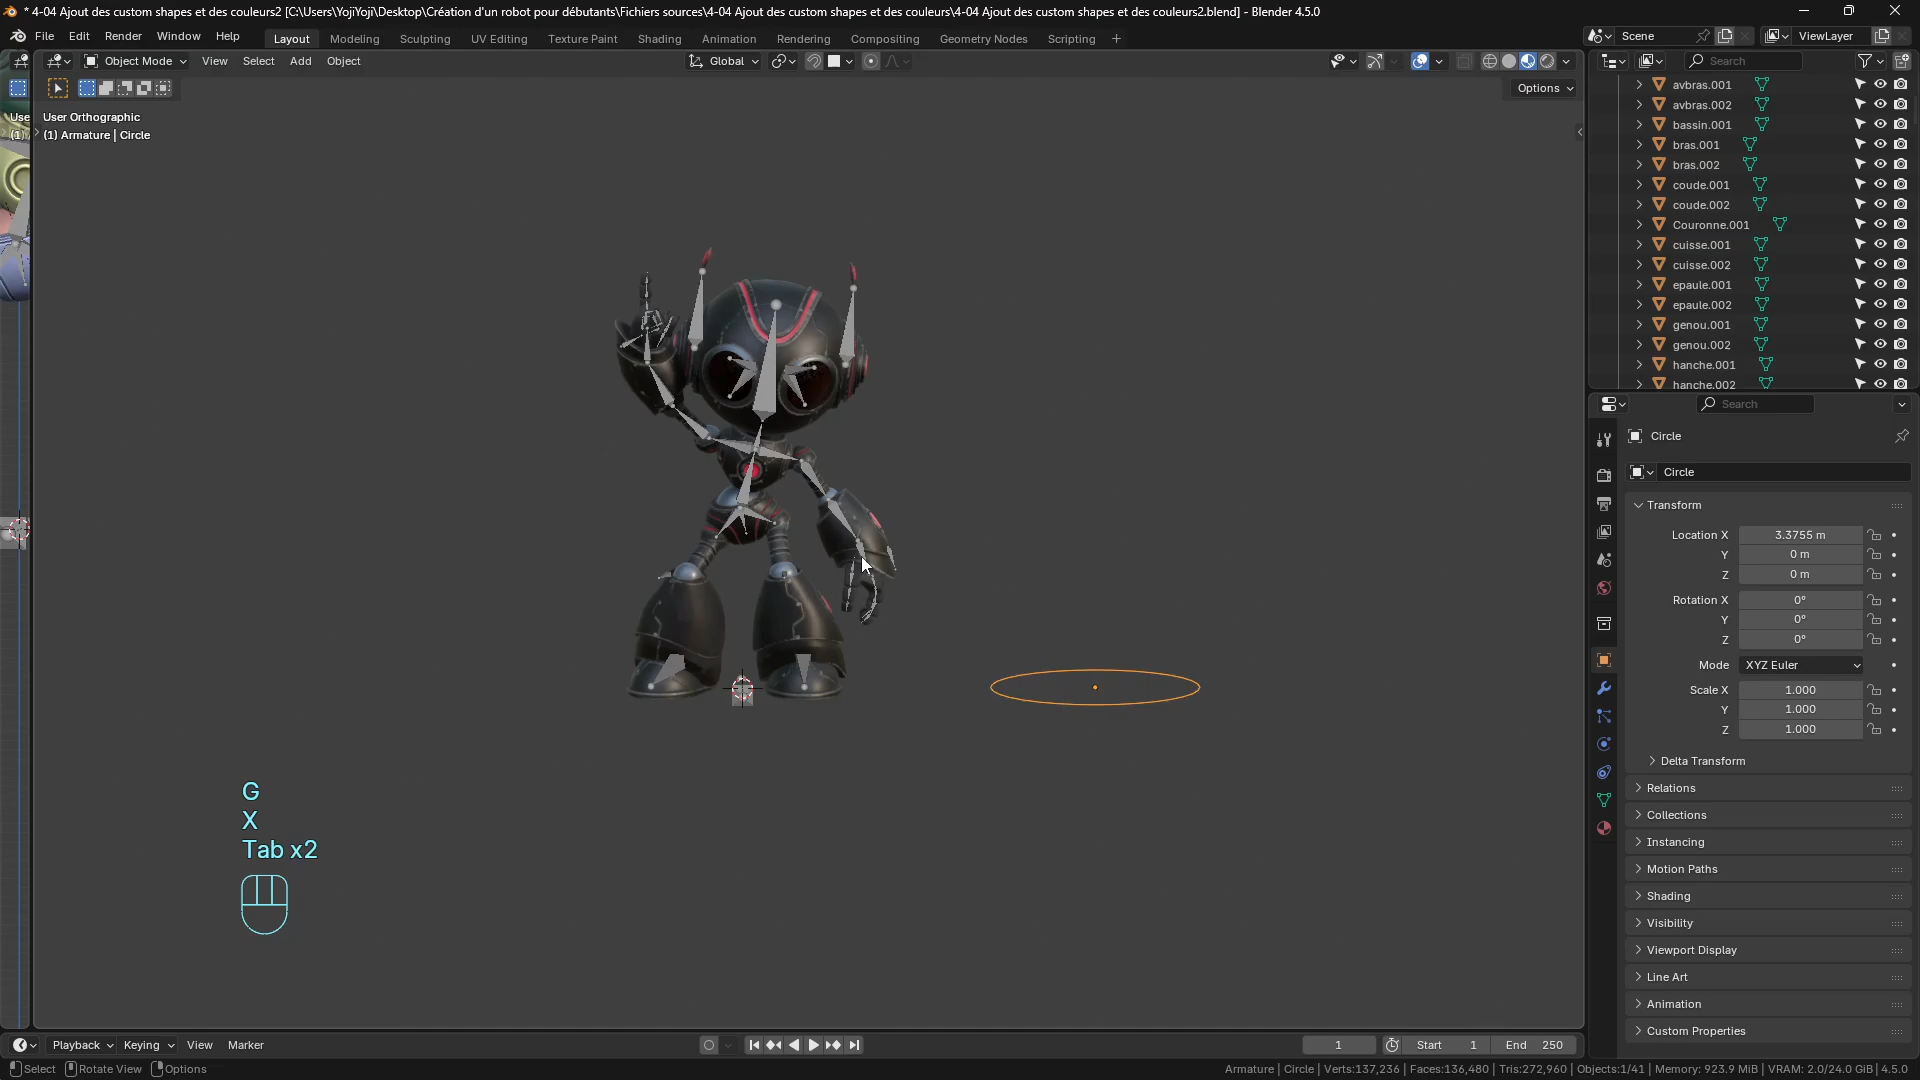 * 4-04 Ajout des custom shapes et des couleurs2 [C:\Users\YojiYoji\Desktop\Création d'un robot pour débutants\Fichiers sources\4-04 Ajout des custom shapes et des couleurs\4-04 Ajout des custom shapes et des couleurs2.blend] - Blender 4.5.0
File Edit Render Window Help Layout Modeling Sculpting UV Editing Texture Paint Shading Animation Rendering Compositing Geometry Nodes Scripting + Scene ViewLayer
Object Mode View Select Add Object Global Search
Options
Use User Orthographic
(1) (1) Armature | Circle
avbras.001
avbras.002
bassin.001
bras.001
bras.002
coude.001
coude.002
Couronne.001
cuisse.001
cuisse.002
epaule.001
epaule.002
genou.001
genou.002
hanche.001
hanche.002
Search
Circle
Circle
Transform
Location X 3.3755 m
Y 0 m
Z 0 m
Rotation X 0°
Y 0°
Z 0°
Mode XYZ Euler
Scale X 1.000
Y 1.000
Z 1.000
Delta Transform
Relations
Collections
Instancing
Motion Paths
Shading
Visibility
Viewport Display
Line Art
Animation
Custom Properties
G
X
Tab x2
Playback Keying View Marker 1 Start 1 End 250
Select Rotate View Options Armature | Circle | Verts:137,236 | Faces:136,480 | Tris:272,960 | Objects:1/41 | Memory: 923.9 MiB | VRAM: 2.0/24.0 GiB | 4.5.0